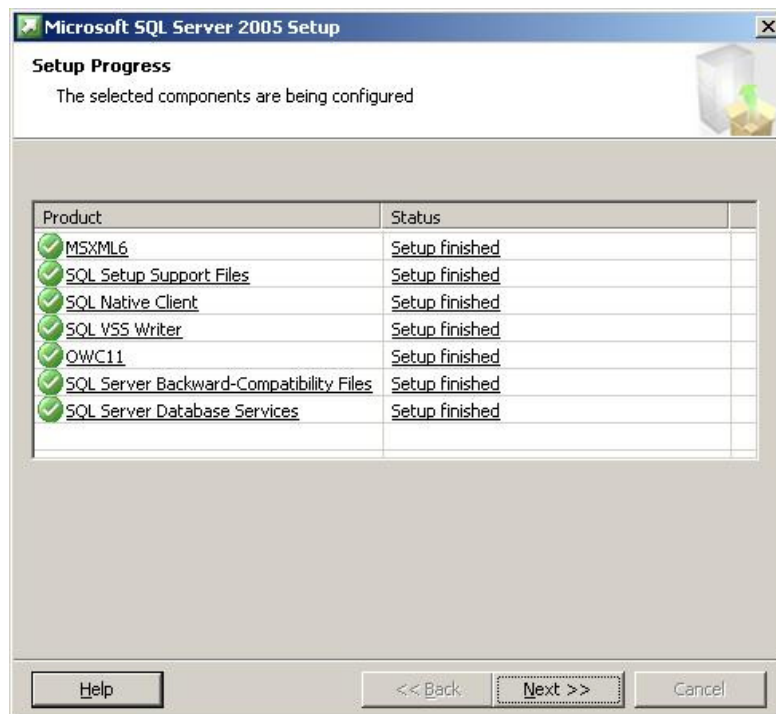 Microsoft SQL Server 2005 Setup
Setup Progress
The selected components are being configured
Product Status
MSXML6 Setup finished
SQL Setup Support Files Setup finished
SQL Native Client Setup finished
SQL VSS Writer Setup finished
OWC11 Setup finished
SQL Server Backward-Compatibility Files Setup finished
SQL Server Database Services Setup finished
Help << Back Next >> Cancel